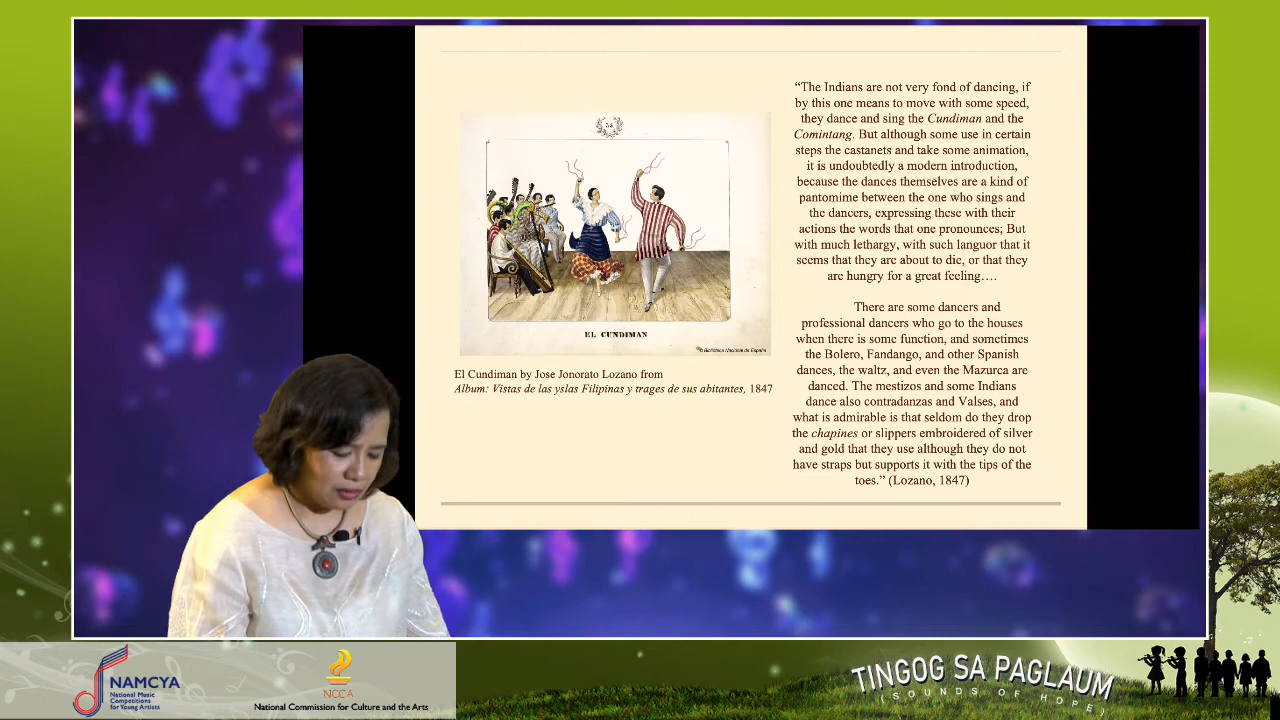 33
EL CUNDIMAN
© Biblioteca Nacional de España
El Cundiman by Jose Jonorato Lozano from
Album: Vistas de las yslas Filipinas y trages de sus abitantes, 1847
“The Indians are not very fond of dancing, if
by this one means to move with some speed,
they dance and sing the Cundiman and the
Comintang. But although some use in certain
steps the castanets and take some animation,
it is undoubtedly a modern introduction,
because the dances themselves are a kind of
pantomime between the one who sings and
the dancers, expressing these with their
actions the words that one pronounces; But
with much lethargy, with such languor that it
seems that they are about to die, or that they
are hungry for a great feeling….
There are some dancers and
professional dancers who go to the houses
when there is some function, and sometimes
the Bolero, Fandango, and other Spanish
dances, the waltz, and even the Mazurca are
danced. The mestizos and some Indians
dance also contradanzas and Valses, and
what is admirable is that seldom do they drop
the chapines or slippers embroidered of silver
and gold that they use although they do not
have straps but supports it with the tips of the
toes.” (Lozano, 1847)
NAMCYA
National Music
Competitions
for Young Artists
NCCA
National Commission for Culture and the Arts
TINGOG SA PAGLAUM
(SOUNDS OF HOPE)